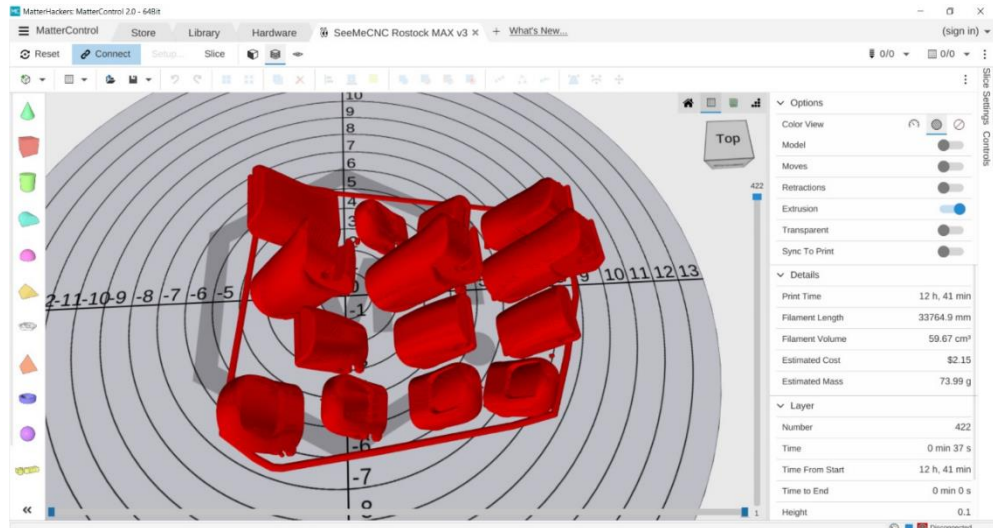 MatterHackers: MatterControl 2.0 - 64Bit
MatterControl Store Library Hardware SeeMeCNC Rostock MAX v3 × + What's New... (sign in)
Reset Connect Setup... Slice 0/0 0/0
Slice Settings Controls
Top
422
1
10
9
8
7
6
5
4
3
-10 -9 -8 -7 -6 -5 0 9 10 11 12 13
-1
-6
-7
Options
Color View
Model
Moves
Retractions
Extrusion
Transparent
Sync To Print
Details
Print Time 12 h, 41 min
Filament Length 33764.9 mm
Filament Volume 59.67 cm³
Estimated Cost $2.15
Estimated Mass 73.99 g
Layer
Number 422
Time 0 min 37 s
Time From Start 12 h, 41 min
Time to End 0 min 0 s
Height 0.1
Disconnected